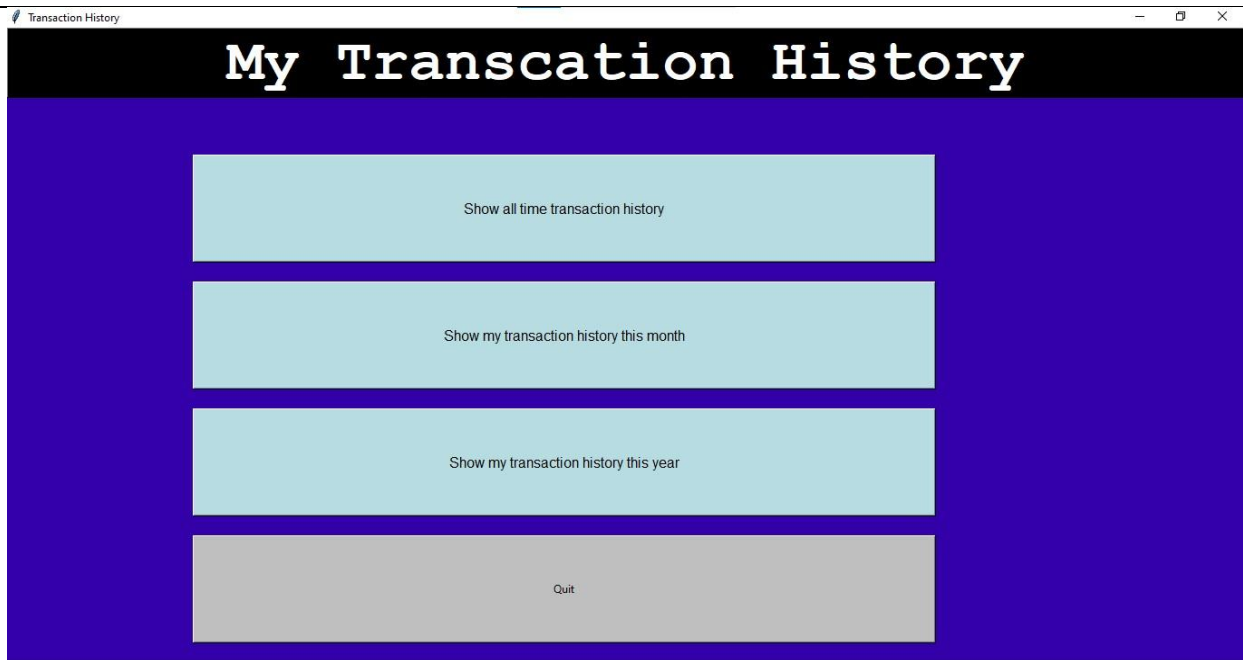 Transaction History
My Transcation History
Show all time transaction history
Show my transaction history this month
Show my transaction history this year
Quit